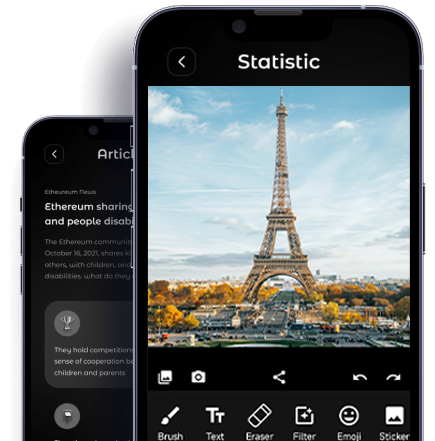 Statistic
Articl
Ethereum News
Ethereum sharing
and people disab
The Ethereum communit
October 16, 2021, shares k
others, with children, and
disabilities. what do they
They hold competitions
sense of cooperation be
children and parents
Brush Text Eraser Filter Emoji Sticker